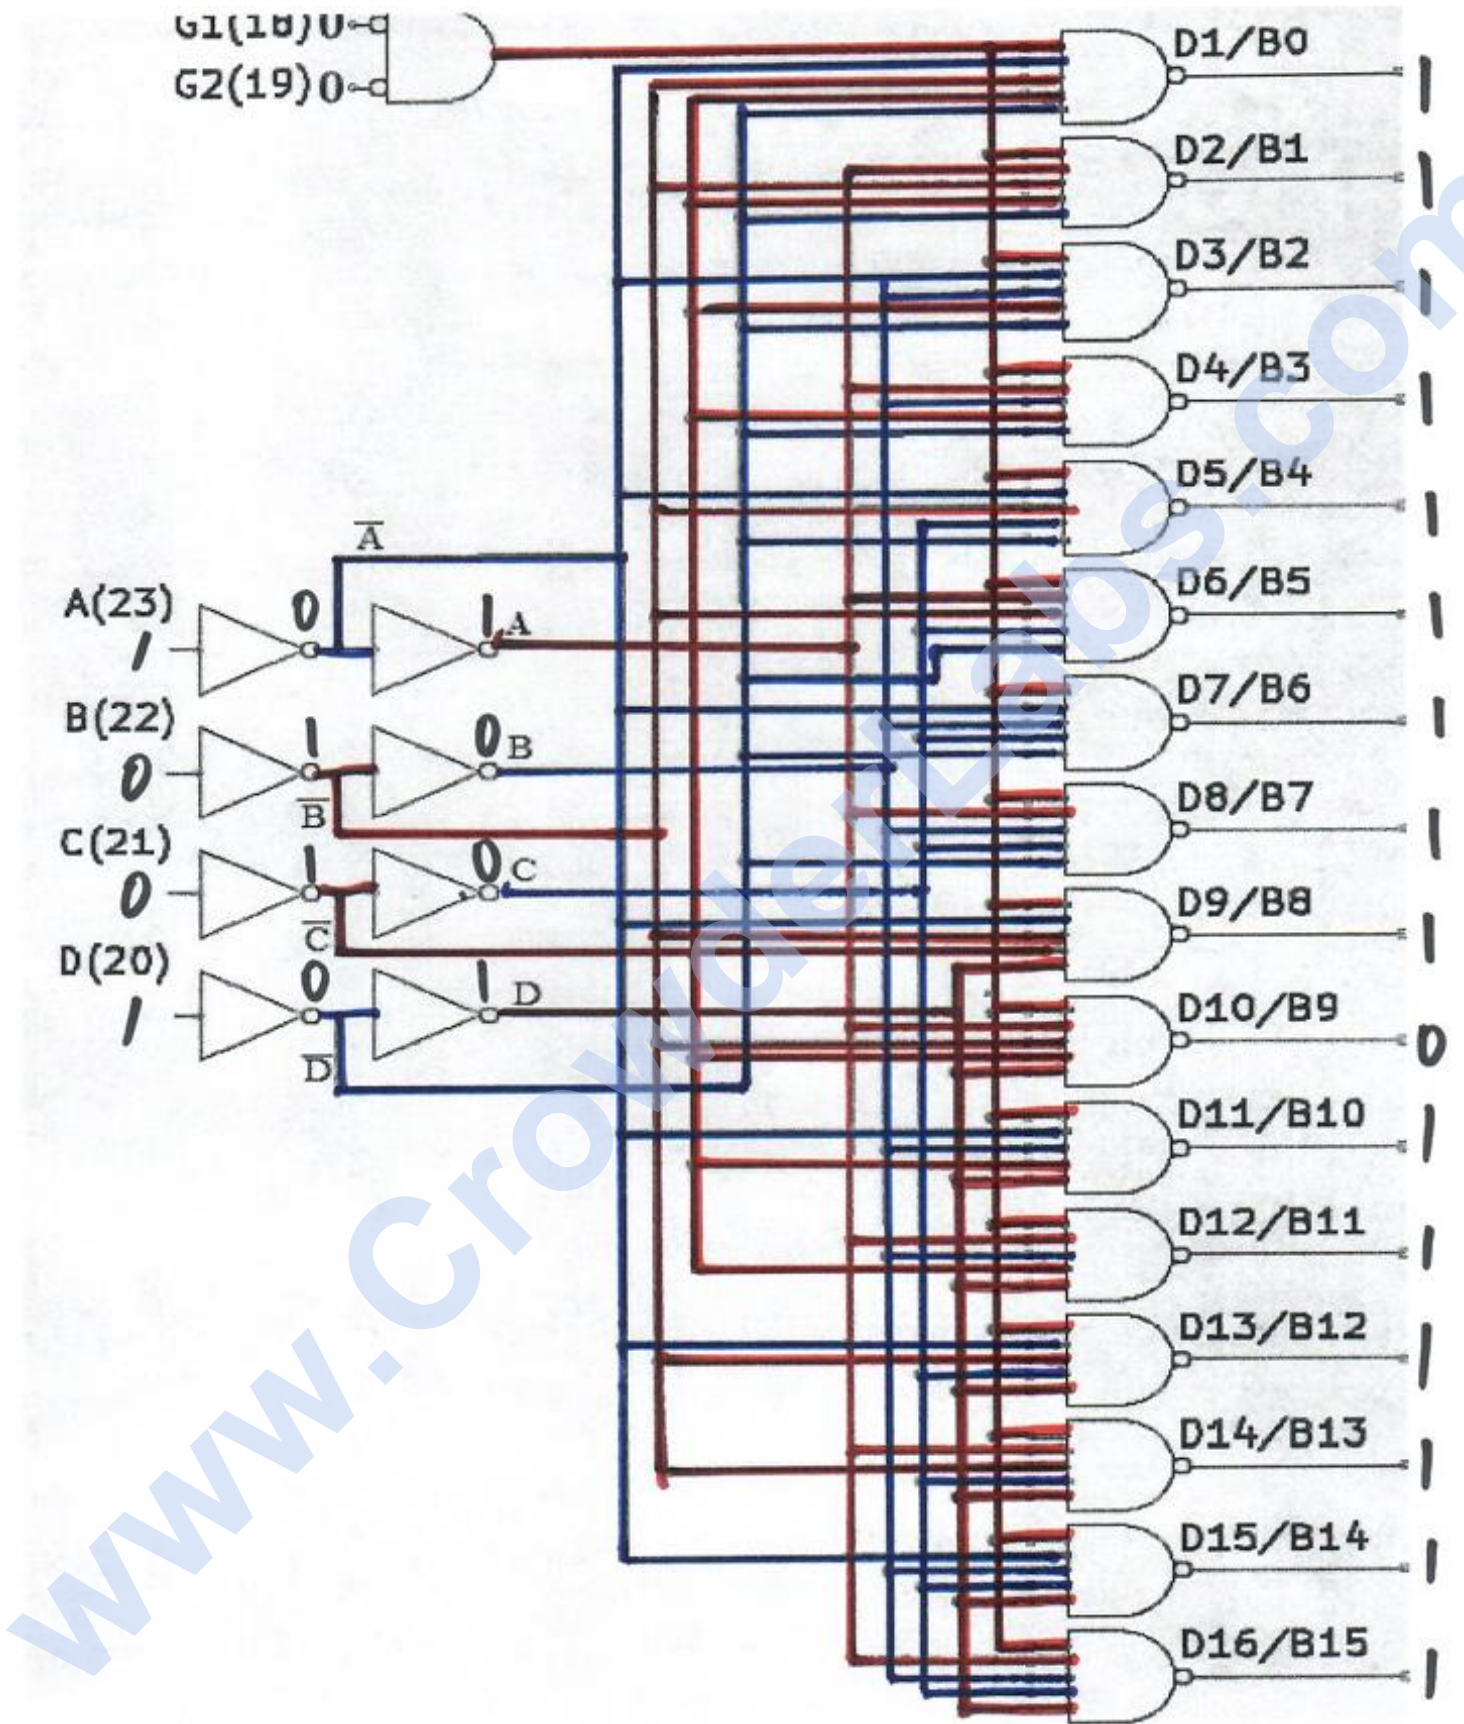 G1(18) 0
G2(19) 0
D1/B0 1
D2/B1 1
D3/B2 1
D4/B3 1
D5/B4 1
D6/B5 1
D7/B6 1
D8/B7 1
D9/B8 1
D10/B9 0
D11/B10 1
D12/B11 1
D13/B12 1
D14/B13 1
D15/B14 1
D16/B15 1
A̅
A(23) 0 1 A
1
B(22) 1 0 B
0 B̅
C(21) 1 0 C
0 C̅
D(20) 0 1 D
1 D̅
www.CrowderLabs.com